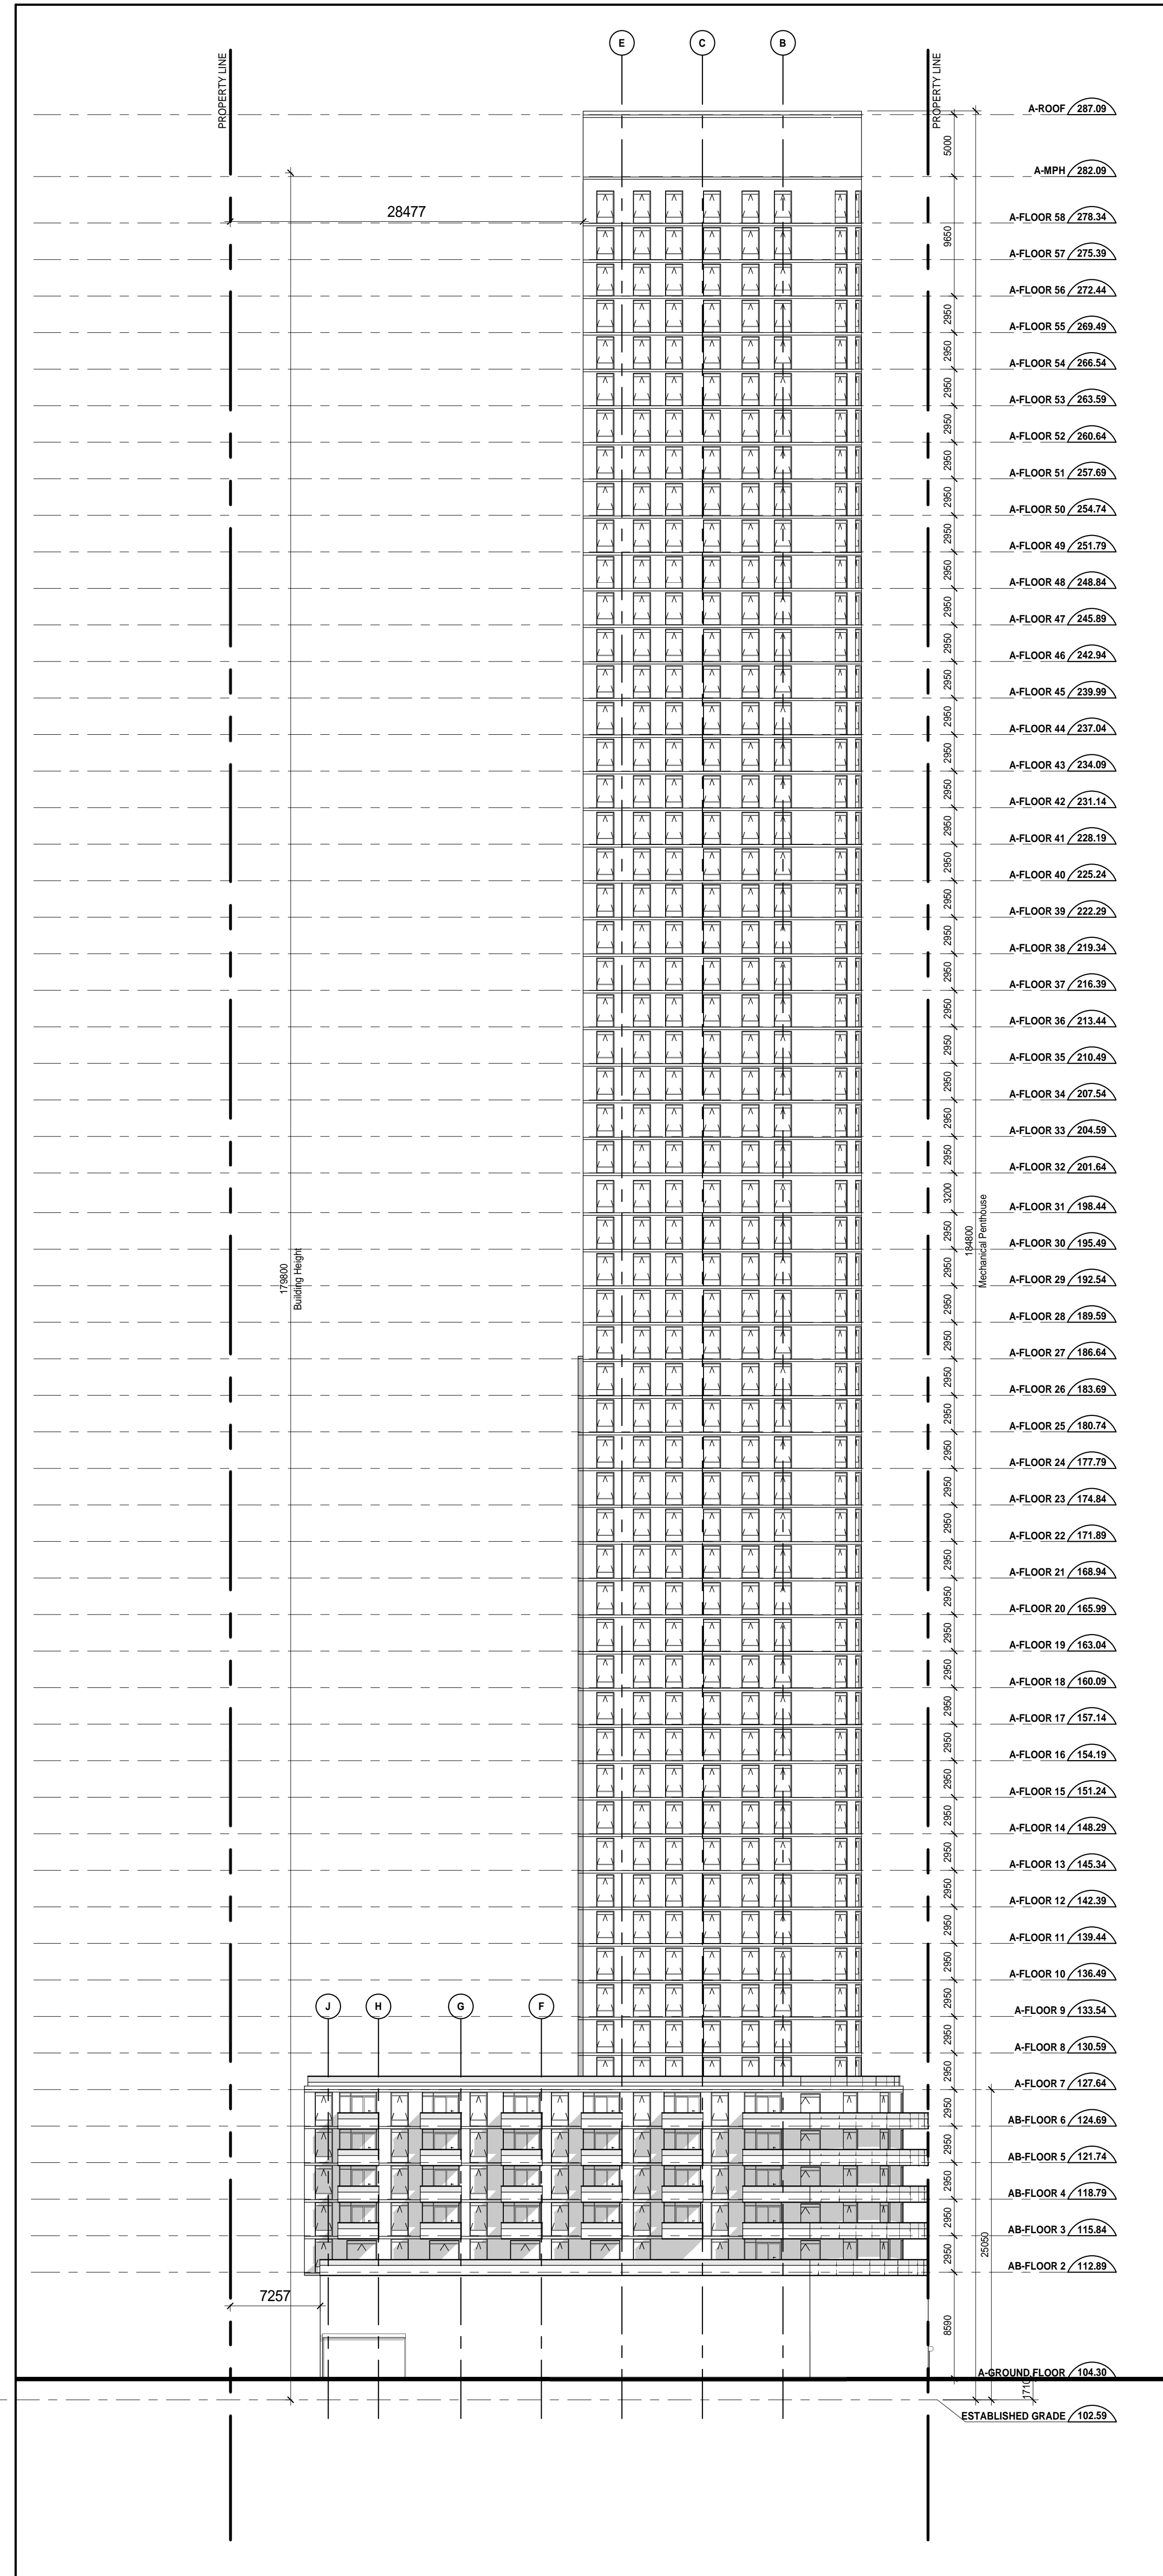 E C B
PROPERTY LINE
PROPERTY LINE
A-ROOF 287.09
5000
A-MPH 282.09
28477
A-FLOOR 58 278.34
9650
A-FLOOR 57 275.39
A-FLOOR 56 272.44
2950
A-FLOOR 55 269.49
2950
A-FLOOR 54 266.54
2950
A-FLOOR 53 263.59
2950
A-FLOOR 52 260.64
2950
A-FLOOR 51 257.69
2950
A-FLOOR 50 254.74
2950
A-FLOOR 49 251.79
2950
A-FLOOR 48 248.84
2950
A-FLOOR 47 245.89
2950
A-FLOOR 46 242.94
2950
A-FLOOR 45 239.99
2950
A-FLOOR 44 237.04
2950
A-FLOOR 43 234.09
2950
A-FLOOR 42 231.14
2950
A-FLOOR 41 228.19
2950
A-FLOOR 40 225.24
2950
A-FLOOR 39 222.29
2950
A-FLOOR 38 219.34
2950
A-FLOOR 37 216.39
2950
A-FLOOR 36 213.44
2950
A-FLOOR 35 210.49
2950
A-FLOOR 34 207.54
2950
A-FLOOR 33 204.59
2950
A-FLOOR 32 201.64
3200
A-FLOOR 31 198.44
2950
A-FLOOR 30 195.49
184800
Mechanical Penthouse
179800
Building Height
2950
A-FLOOR 29 192.54
2950
A-FLOOR 28 189.59
2950
A-FLOOR 27 186.64
2950
A-FLOOR 26 183.69
2950
A-FLOOR 25 180.74
2950
A-FLOOR 24 177.79
2950
A-FLOOR 23 174.84
2950
A-FLOOR 22 171.89
2950
A-FLOOR 21 168.94
2950
A-FLOOR 20 165.99
2950
A-FLOOR 19 163.04
2950
A-FLOOR 18 160.09
2950
A-FLOOR 17 157.14
2950
A-FLOOR 16 154.19
2950
A-FLOOR 15 151.24
2950
A-FLOOR 14 148.29
2950
A-FLOOR 13 145.34
2950
A-FLOOR 12 142.39
2950
A-FLOOR 11 139.44
2950
A-FLOOR 10 136.49
2950
J H G F
A-FLOOR 9 133.54
2950
A-FLOOR 8 130.59
2950
A-FLOOR 7 127.64
2950
AB-FLOOR 6 124.69
2950
AB-FLOOR 5 121.74
2950
AB-FLOOR 4 118.79
2950
AB-FLOOR 3 115.84
25050
2950
AB-FLOOR 2 112.89
7257
8590
A-GROUND FLOOR 104.30
1710
ESTABLISHED GRADE 102.59